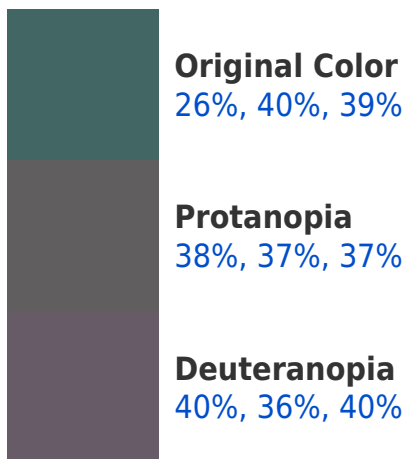 Original Color
26%, 40%, 39%
Protanopia
38%, 37%, 37%
Deuteranopia
40%, 36%, 40%